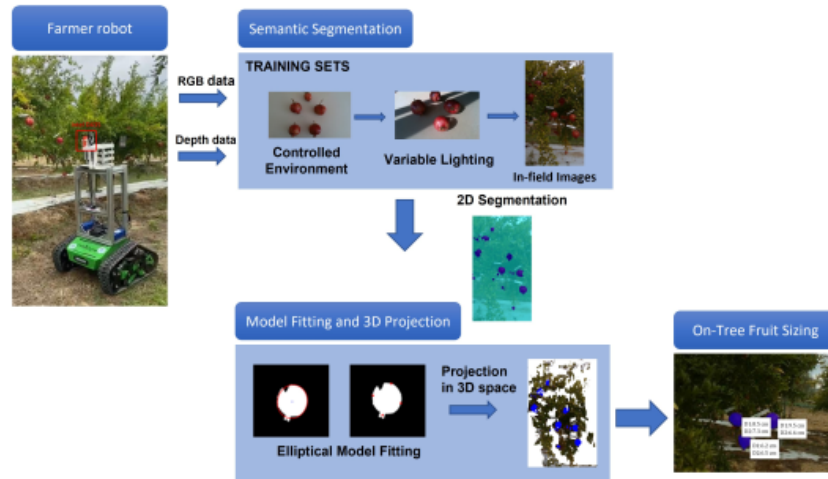 Farmer robot
Semantic Segmentation
RGB data
Depth data
TRAINING SETS
Controlled
Environment
Variable Lighting
In-field Images
2D Segmentation
Model Fitting and 3D Projection
On-Tree Fruit Sizing
Projection
in 3D space
Elliptical Model Fitting